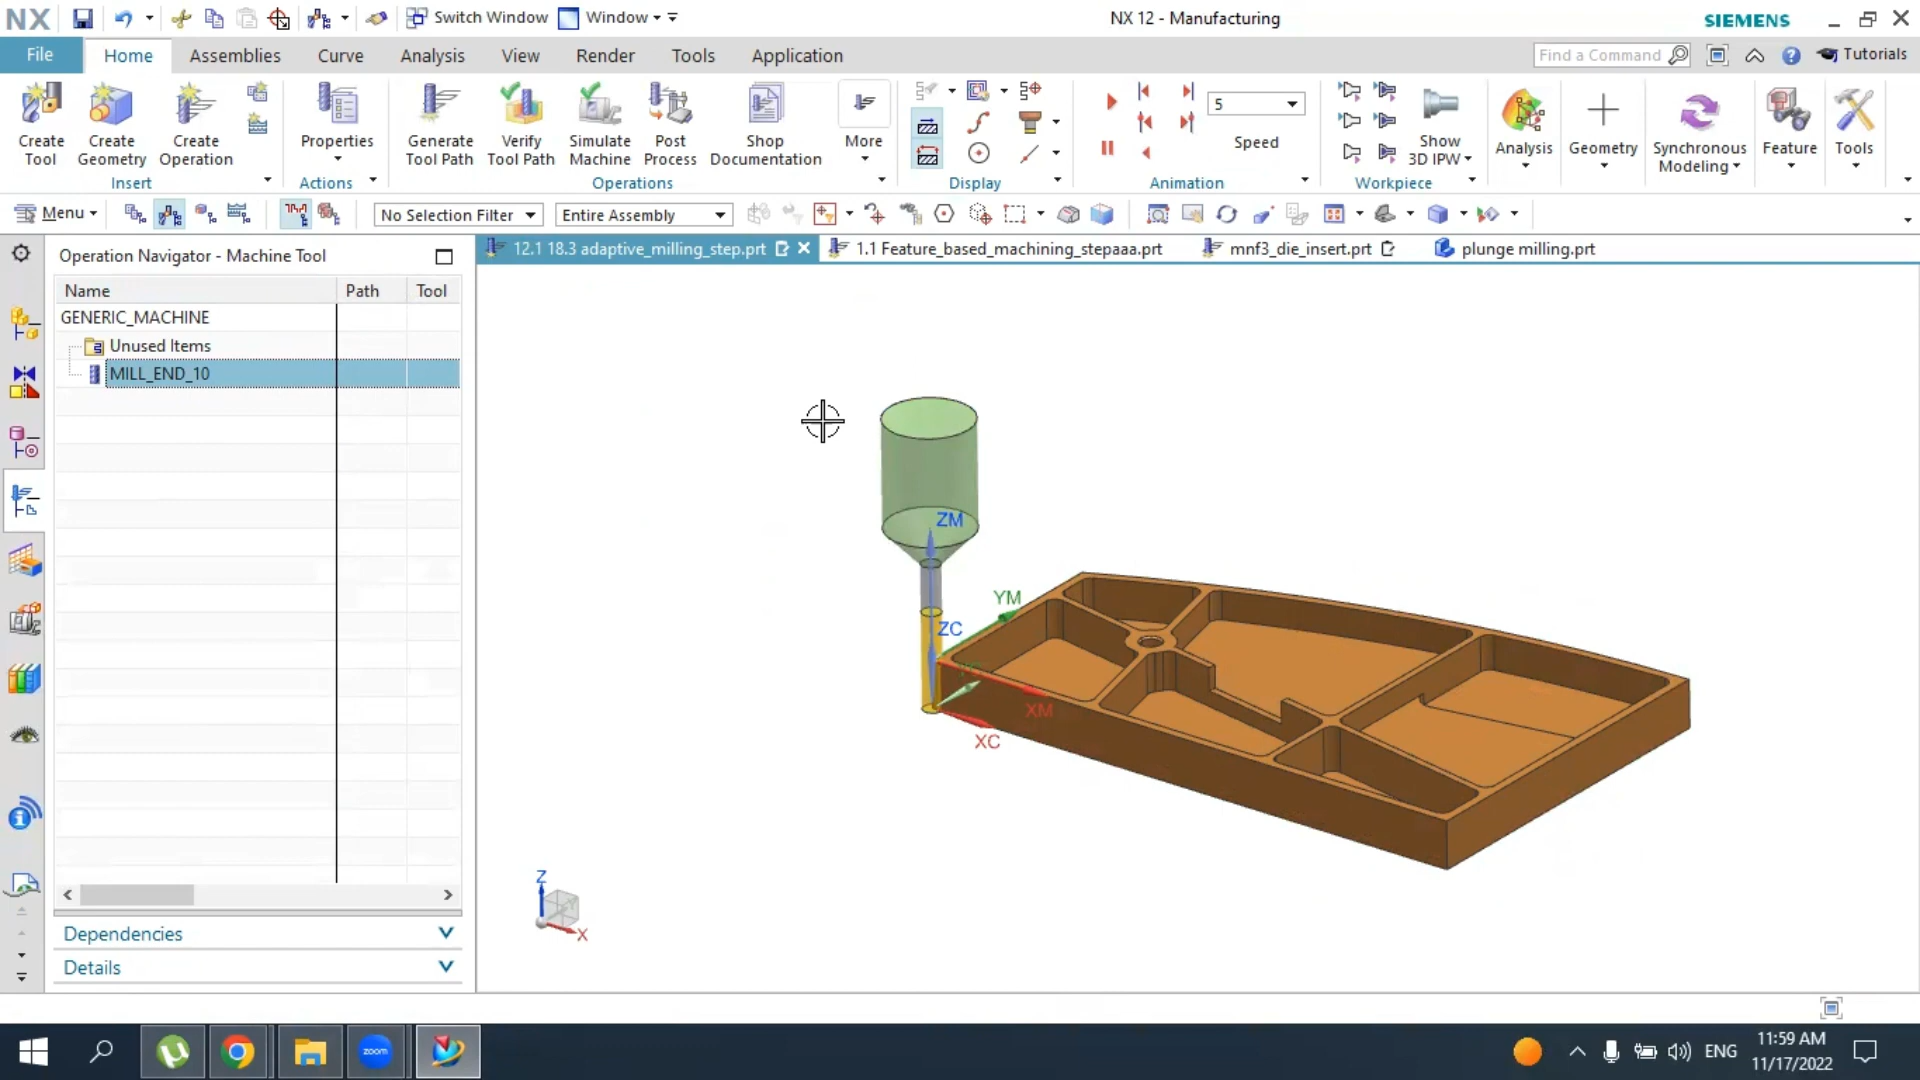 NX
Switch Window
Window
NX 12 - Manufacturing
SIEMENS
File
Home
Assemblies
Curve
Analysis
View
Render
Tools
Application
Find a Command
Tutorials
Create Tool
Create Geometry
Create Operation
Properties
Generate Tool Path
Verify Tool Path
Simulate Machine
Post Process
Shop Documentation
More
5
Speed
Show 3D IPW
Analysis
Geometry
Synchronous Modeling
Feature
Tools
Insert
Actions
Operations
Display
Animation
Workpiece
Menu
No Selection Filter
Entire Assembly
Operation Navigator - Machine Tool
12.1 18.3 adaptive_milling_step.prt
1.1 Feature_based_machining_stepaaa.prt
mnf3_die_insert.prt
plunge milling.prt
Name
Path
Tool
GENERIC_MACHINE
Unused Items
MILL_END_10
ZM
YM
ZC
XM
XC
Z
X
Dependencies
Details
zoom
ENG
11:59 AM
11/17/2022